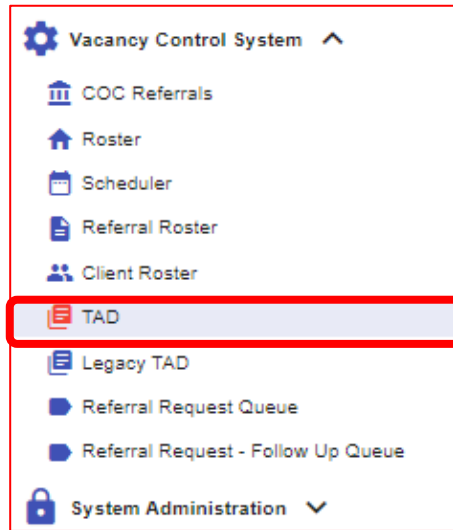 Vacancy Control System
COC Referrals
Roster
Scheduler
Referral Roster
Client Roster
TAD
Legacy TAD
Referral Request Queue
Referral Request - Follow Up Queue
System Administration